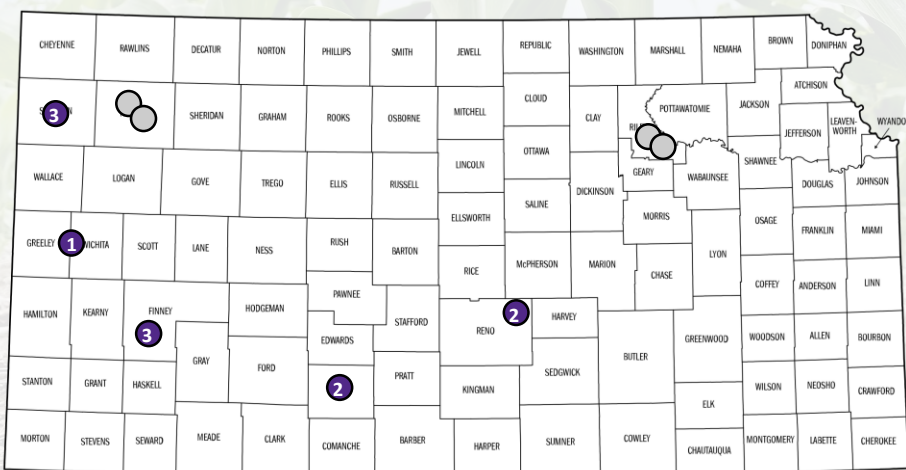 CHEYENNE RAWLINS DECATUR NORTON PHILLIPS SMITH JEWELL REPUBLIC WASHINGTON MARSHALL NEMAHA BROWN DONIPHAN
3 SHERIDAN GRAHAM ROOKS OSBORNE MITCHELL CLOUD CLAY POTTAWATOMIE JACKSON ATCHISON
JEFFERSON LEAVEN-
WORTH WYANDO
WALLACE LOGAN GOVE TREGO ELLIS RUSSELL LINCOLN OTTAWA GEARY WABAUNSEE SHAWNEE DOUGLAS JOHNSON
ELLSWORTH SALINE DICKINSON MORRIS OSAGE
GREELEY 1 SCOTT LANE NESS RUSH BARTON RICE McPHERSON MARION CHASE LYON FRANKLIN MIAMI
HAMILTON KEARNY FINNEY HODGEMAN PAWNEE STAFFORD RENO 2 HARVEY COFFEY ANDERSON LINN
3 GRAY EDWARDS BUTLER GREENWOOD WOODSON ALLEN BOURBON
STANTON GRANT HASKELL FORD 2 PRATT KINGMAN SEDGWICK ELK WILSON NEOSHO CRAWFORD
MORTON STEVENS SEWARD MEADE CLARK COMANCHE BARBER HARPER SUMNER COWLEY CHAUTAUQUA MONTGOMERY LABETTE CHEROKEE